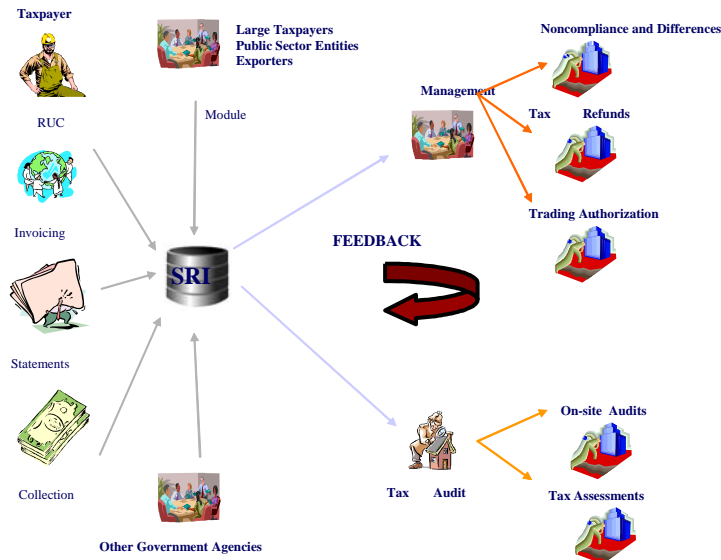 Taxpayer
Large Taxpayers
Public Sector Entities
Exporters
Noncompliance and Differences
Management
RUC
Module
Tax Refunds
Invoicing
Trading Authorization
FEEDBACK
SRI
Statements
On-site Audits
Collection
Tax Audit
Tax Assessments
Other Government Agencies